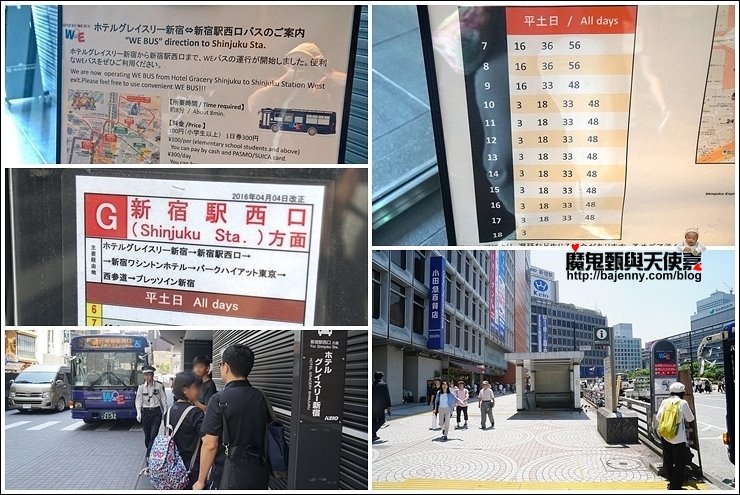 ホテルグレイスリー新宿⇔新宿駅西口バスのご案内
"WE BUS" direction to Shinjuku Sta.
ホテルグレイスリー新宿から新宿駅西口まで、WEバスの運行が開始しました。便利
なWEバスをぜひご利用ください。
We are now operating WE BUS from Hotel Gracery Shinjuku to Shinjuku Station West
exit.Please feel free to use convenient WE BUS!!!
【所要時間 / Time required】
約8分 / About 8min.
【料金 /Price】
100円(小学生以上) 1日券300円
¥100/per (elementary school students and above)
¥300/day
You can pay by cash and PASMO/SUICA card.
平土日 / All days
7 16 36 56
8 16 36 56
9 16 33 48
10 3 18 33 48
11 3 18 33 48
12 3 18 33 48
13 3 18 33 48
14 3 18 33 48
15 3 18 33 48
16 3 18 33 48
17 3 18 33 48
18 3
2016年04月04日改正
G 新宿駅西口
(Shinjuku Sta.)方面
主要経由地
ホテルグレイスリー新宿→新宿駅西口→
→新宿ワシントンホテル→パークハイアット東京→
西参道→プレッソイン新宿
平土日 All days
6
7
WE
ホテル
グレイスリー新宿
KEIO
小田急百貨店
Keio
i
魔鬼甄與天使嘉
http://bajenny.com/blog